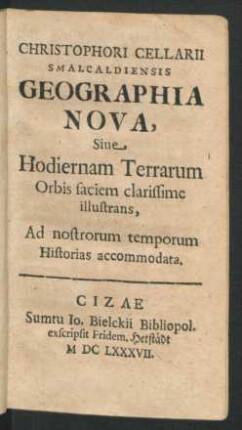 CHRISTOPHORI CELLARII
SMALCALDIENSIS
GEOGRAPHIA
NOVA,
Siue
Hodiernam Terrarum
Orbis faciem clarissime
illustrans,
Ad nostrorum temporum
Historias accommodata.
CIZAE
Sumtu Io. Bielckii Bibliopol.
exscripsit Fridem. Hetstådt
M DC LXXXVII.